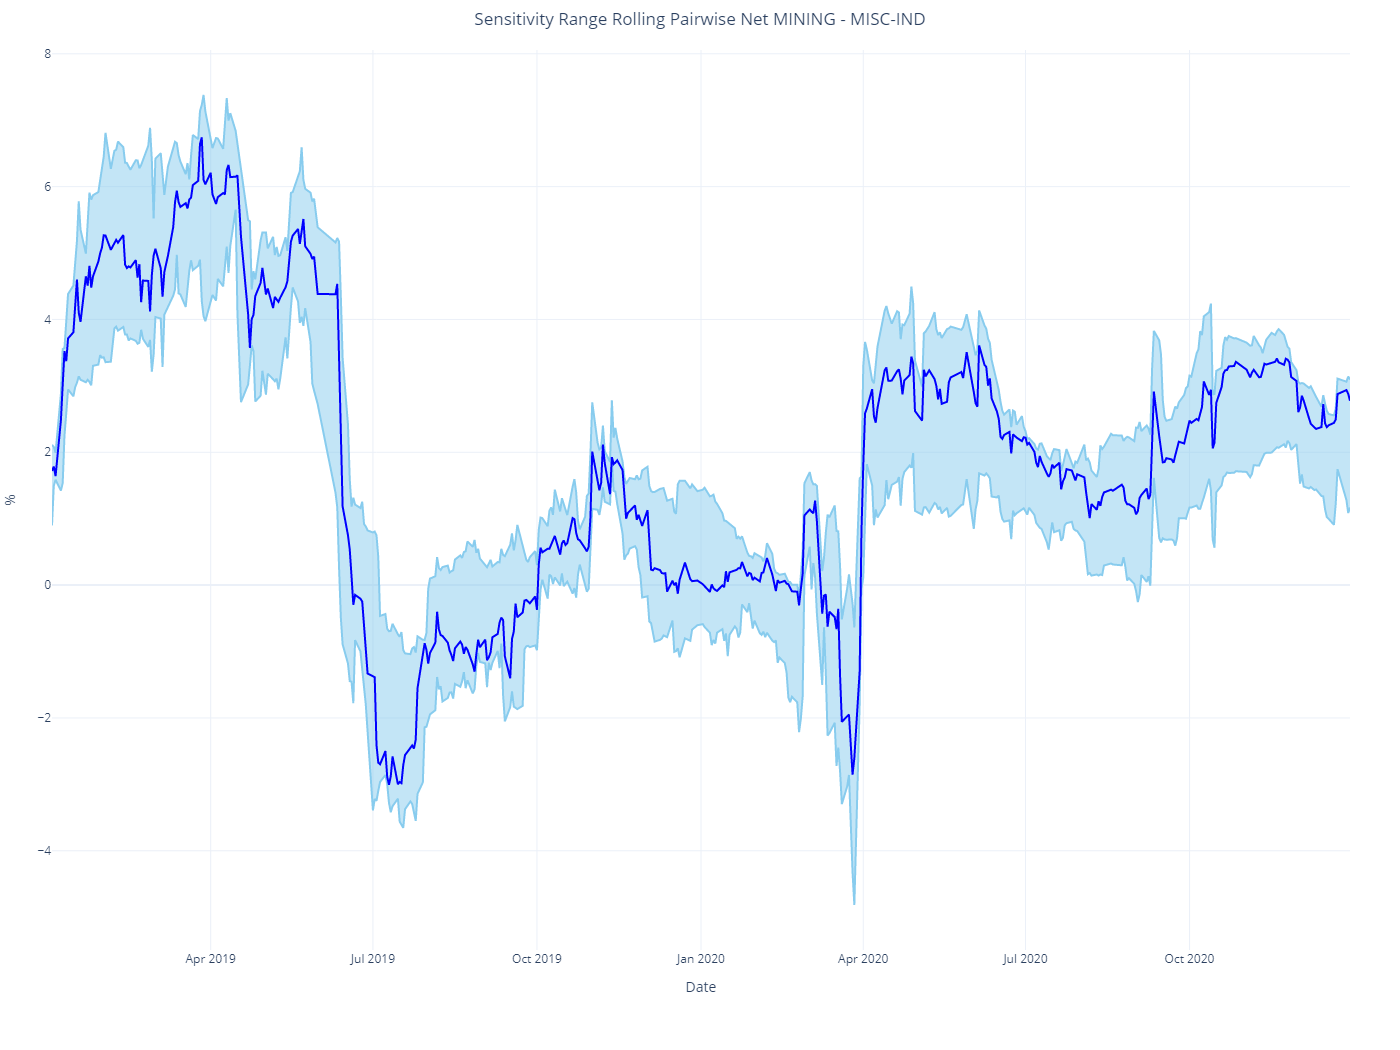 Sensitivity Range Rolling Pairwise Net MINING - MISC-IND
8
6
4
2
0
−2
−4
%
Apr 2019
Jul 2019
Oct 2019
Jan 2020
Apr 2020
Jul 2020
Oct 2020
Date